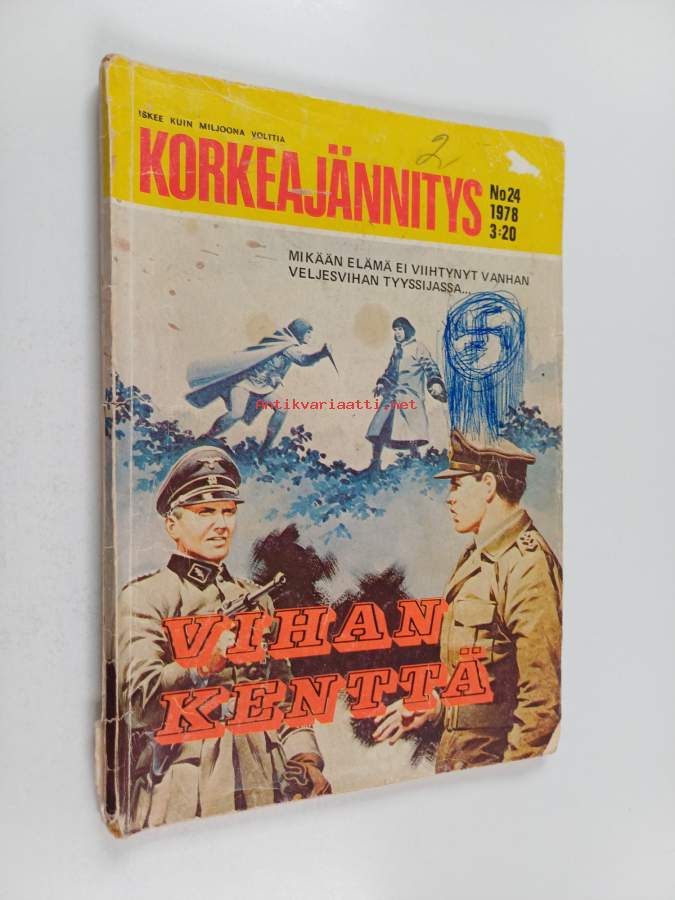 ISKEE KUIN MILJOONA VOLTTIA
2
KORKEAJÄNNITYS
No 24
1978
3:20
MIKÄÄN ELÄMÄ EI VIIHTYNYT VANHAN
VELJESVIHAN TYYSSIJASSA...
Antikvariaatti.net
VIHAN
KENTTÄ